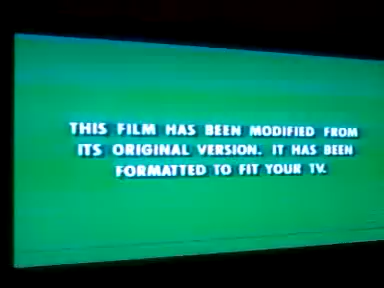 THIS FILM HAS BEEN MODIFIED FROM
ITS ORIGINAL VERSION. IT HAS BEEN
FORMATTED TO FIT YOUR TV.